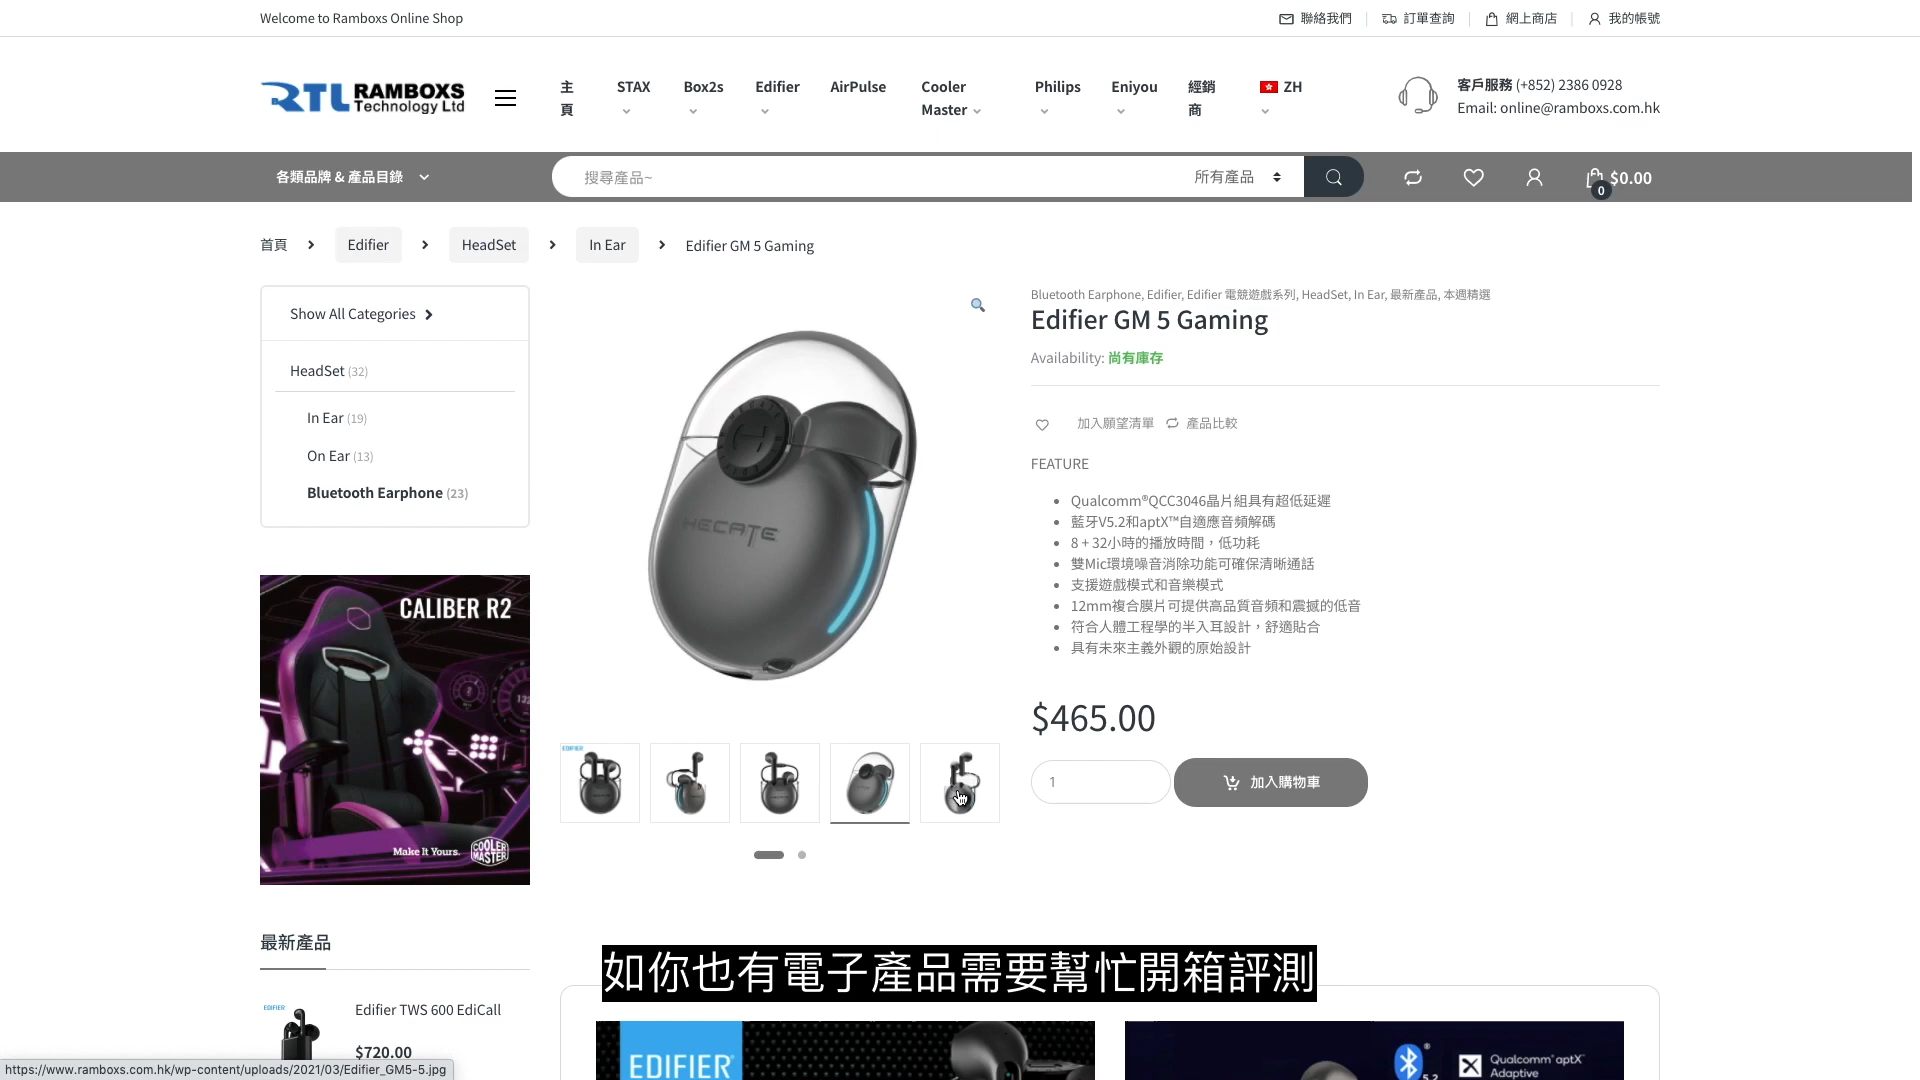 Welcome to Ramboxs Online Shop
聯絡我們
訂單查詢
網上商店
我的帳號
RTL RAMBOXS
Technology Ltd
主頁
STAX
Box2s
Edifier
AirPulse
Cooler Master
Philips
Eniyou
經銷商
ZH
客戶服務 (+852) 2386 0928
Email: online@ramboxs.com.hk
各類品牌 & 產品目錄
搜尋產品~
所有產品
0
$0.00
首頁
Edifier
HeadSet
In Ear
Edifier GM 5 Gaming
Show All Categories
HeadSet (32)
In Ear (19)
On Ear (13)
Bluetooth Earphone (23)
CALIBER R2
Make It Yours.
COOLER MASTER
HECATE
EDIFIER
HECATE
Bluetooth Earphone, Edifier, Edifier 電競遊戲系列, HeadSet, In Ear, 最新產品, 本週精選
Edifier GM 5 Gaming
Availability: 尚有庫存
加入願望清單
產品比較
FEATURE
Qualcomm®QCC3046晶片組具有超低延遲
藍牙V5.2和aptX™自適應音頻解碼
8 + 32小時的播放時間，低功耗
雙Mic環境噪音消除功能可確保清晰通話
支援遊戲模式和音樂模式
12mm複合膜片可提供高品質音頻和震撼的低音
符合人體工程學的半入耳設計，舒適貼合
具有未來主義外觀的原始設計
$465.00
1
加入購物車
最新產品
EDIFIER
Edifier TWS 600 EdiCall
$720.00
如你也有電子產品需要幫忙開箱評測
EDIFIER®
5.2
Qualcomm® aptX™
Adaptive
https://www.ramboxs.com.hk/wp-content/uploads/2021/03/Edifier_GM5-5.jpg